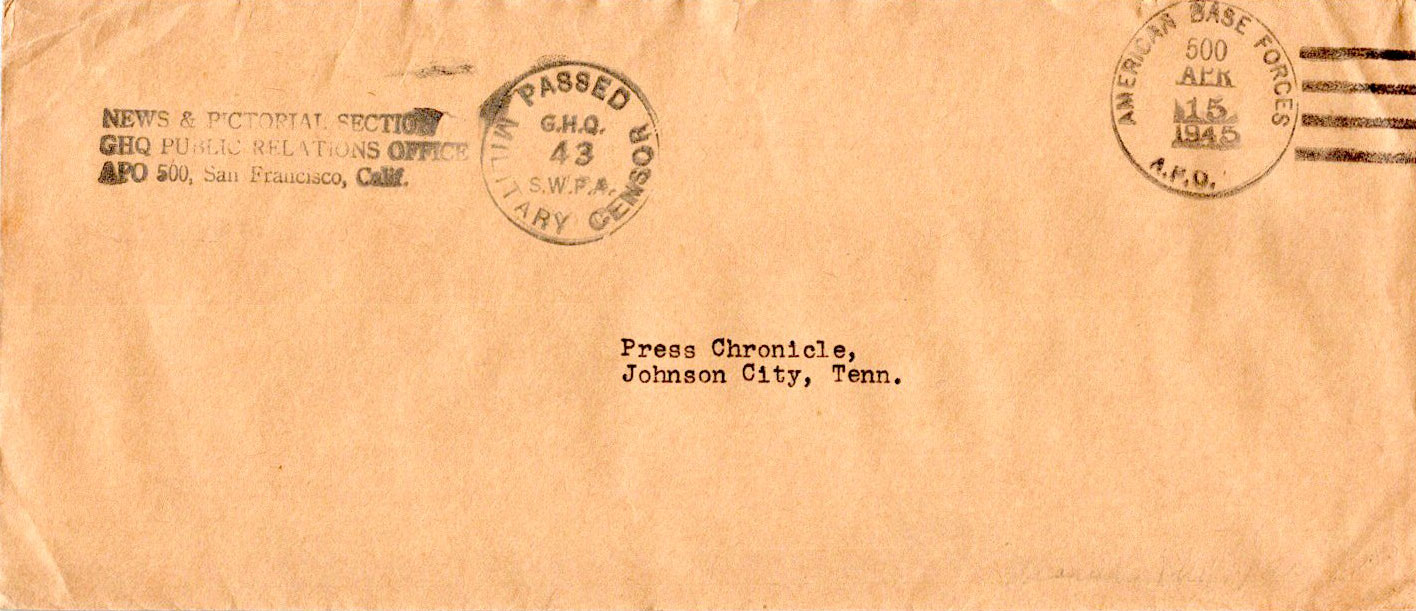 NEWS & PICTORIAL SECTION
GHQ PUBLIC RELATIONS OFFICE
APO 500, San Francisco, Calif.
PASSED
G.H.Q.
43
S.W.P.A.
MILITARY CENSOR
AMERICAN BASE FORCES
500
APR
15
1945
A.P.O.
Press Chronicle,
Johnson City, Tenn.